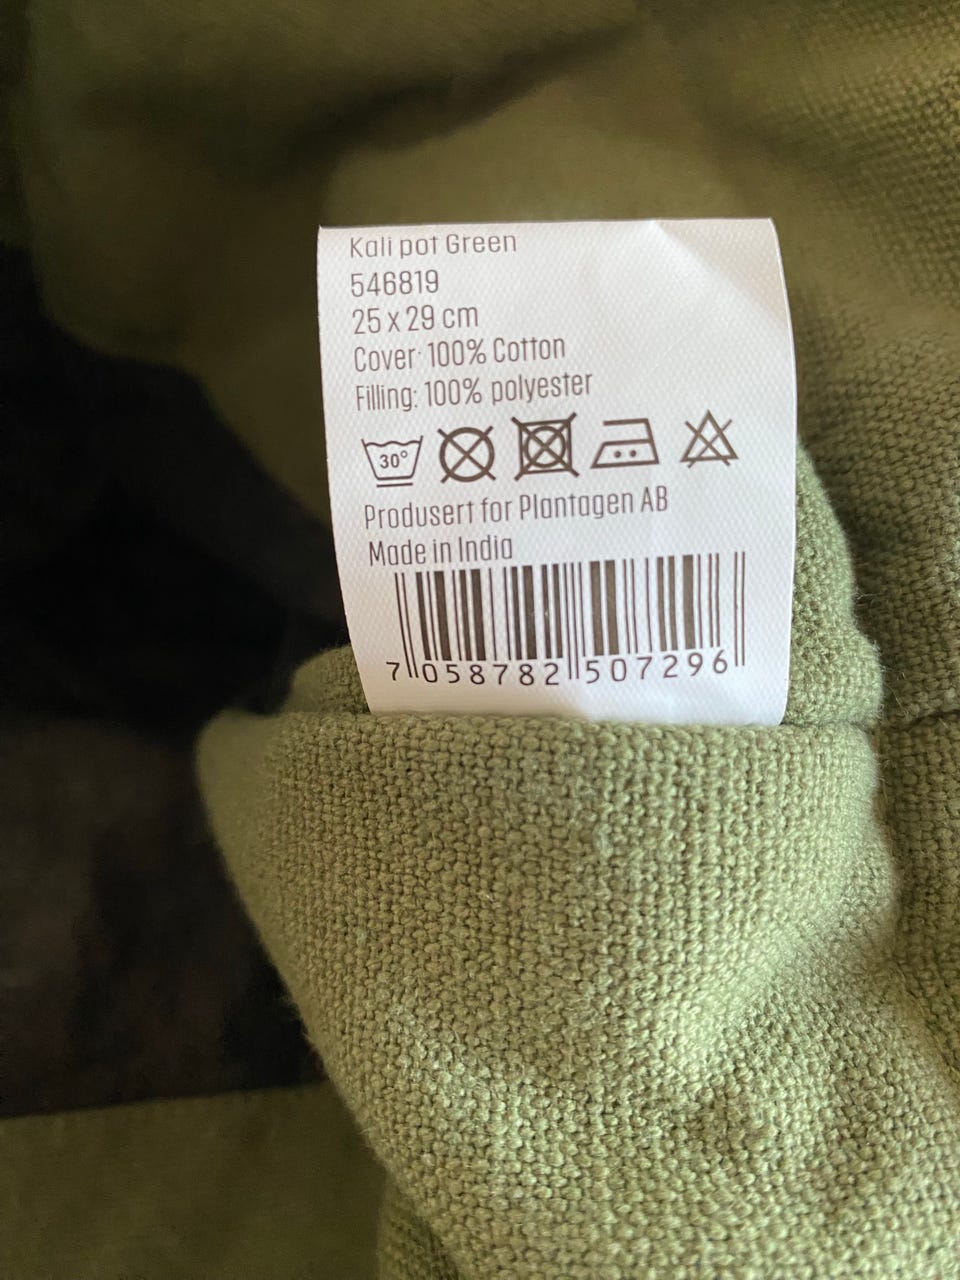 Kali pot Green
546819
25 x 29 cm
Cover: 100% Cotton
Filling: 100% polyester
30°
Produsert for Plantagen AB
Made in India
7 058782 507296